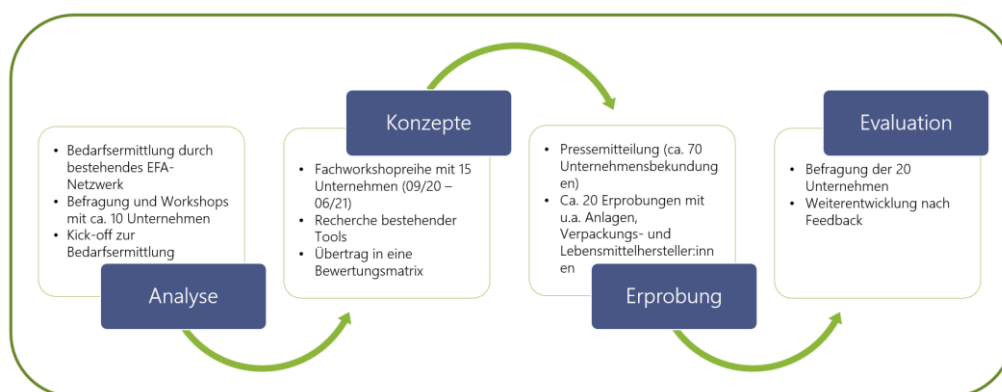 • Bedarfsermittlung durch
bestehendes EFA-
Netzwerk
• Befragung und Workshops
mit ca. 10 Unternehmen
• Kick-off zur
Bedarfsermittlung
Analyse
Konzepte
• Fachworkshopreihe mit 15
Unternehmen (09/20 –
06/21)
• Recherche bestehender
Tools
• Übertrag in eine
Bewertungsmatrix
• Pressemitteilung (ca. 70
Unternehmensbekundung
en)
• Ca. 20 Erprobungen mit
u.a. Anlagen,
Verpackungs- und
Lebensmittelhersteller:inn
en
Erprobung
Evaluation
• Befragung der 20
Unternehmen
• Weiterentwicklung nach
Feedback